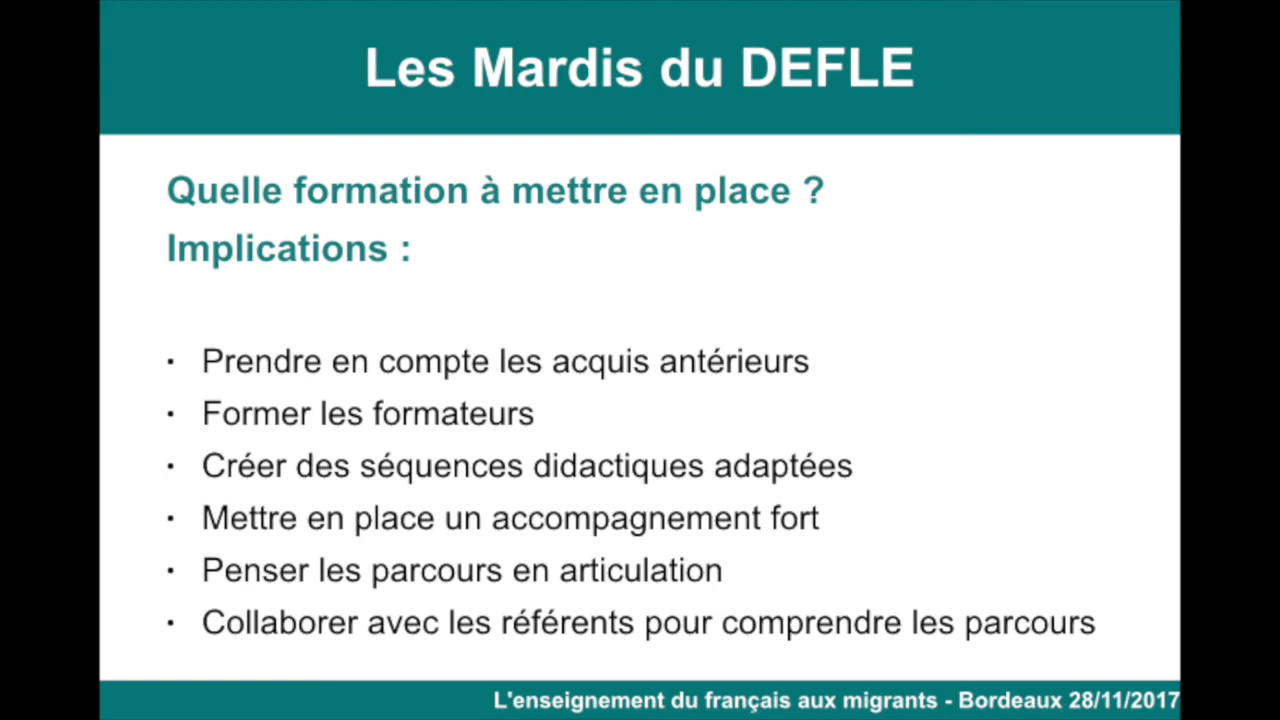 Les Mardis du DEFLE
Quelle formation à mettre en place ?
Implications :
· Prendre en compte les acquis antérieurs
· Former les formateurs
· Créer des séquences didactiques adaptées
· Mettre en place un accompagnement fort
· Penser les parcours en articulation
· Collaborer avec les référents pour comprendre les parcours
L'enseignement du français aux migrants - Bordeaux 28/11/2017